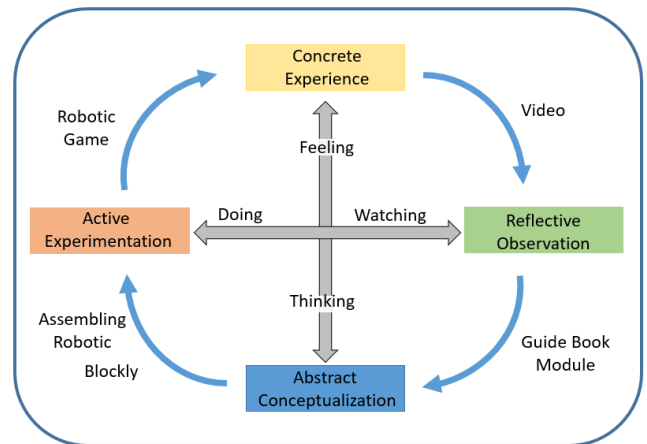 Concrete
Experience
Robotic
Game
Video
Feeling
Doing
Watching
Active
Experimentation
Reflective
Observation
Thinking
Assembling
Robotic
Blockly
Guide Book
Module
Abstract
Conceptualization